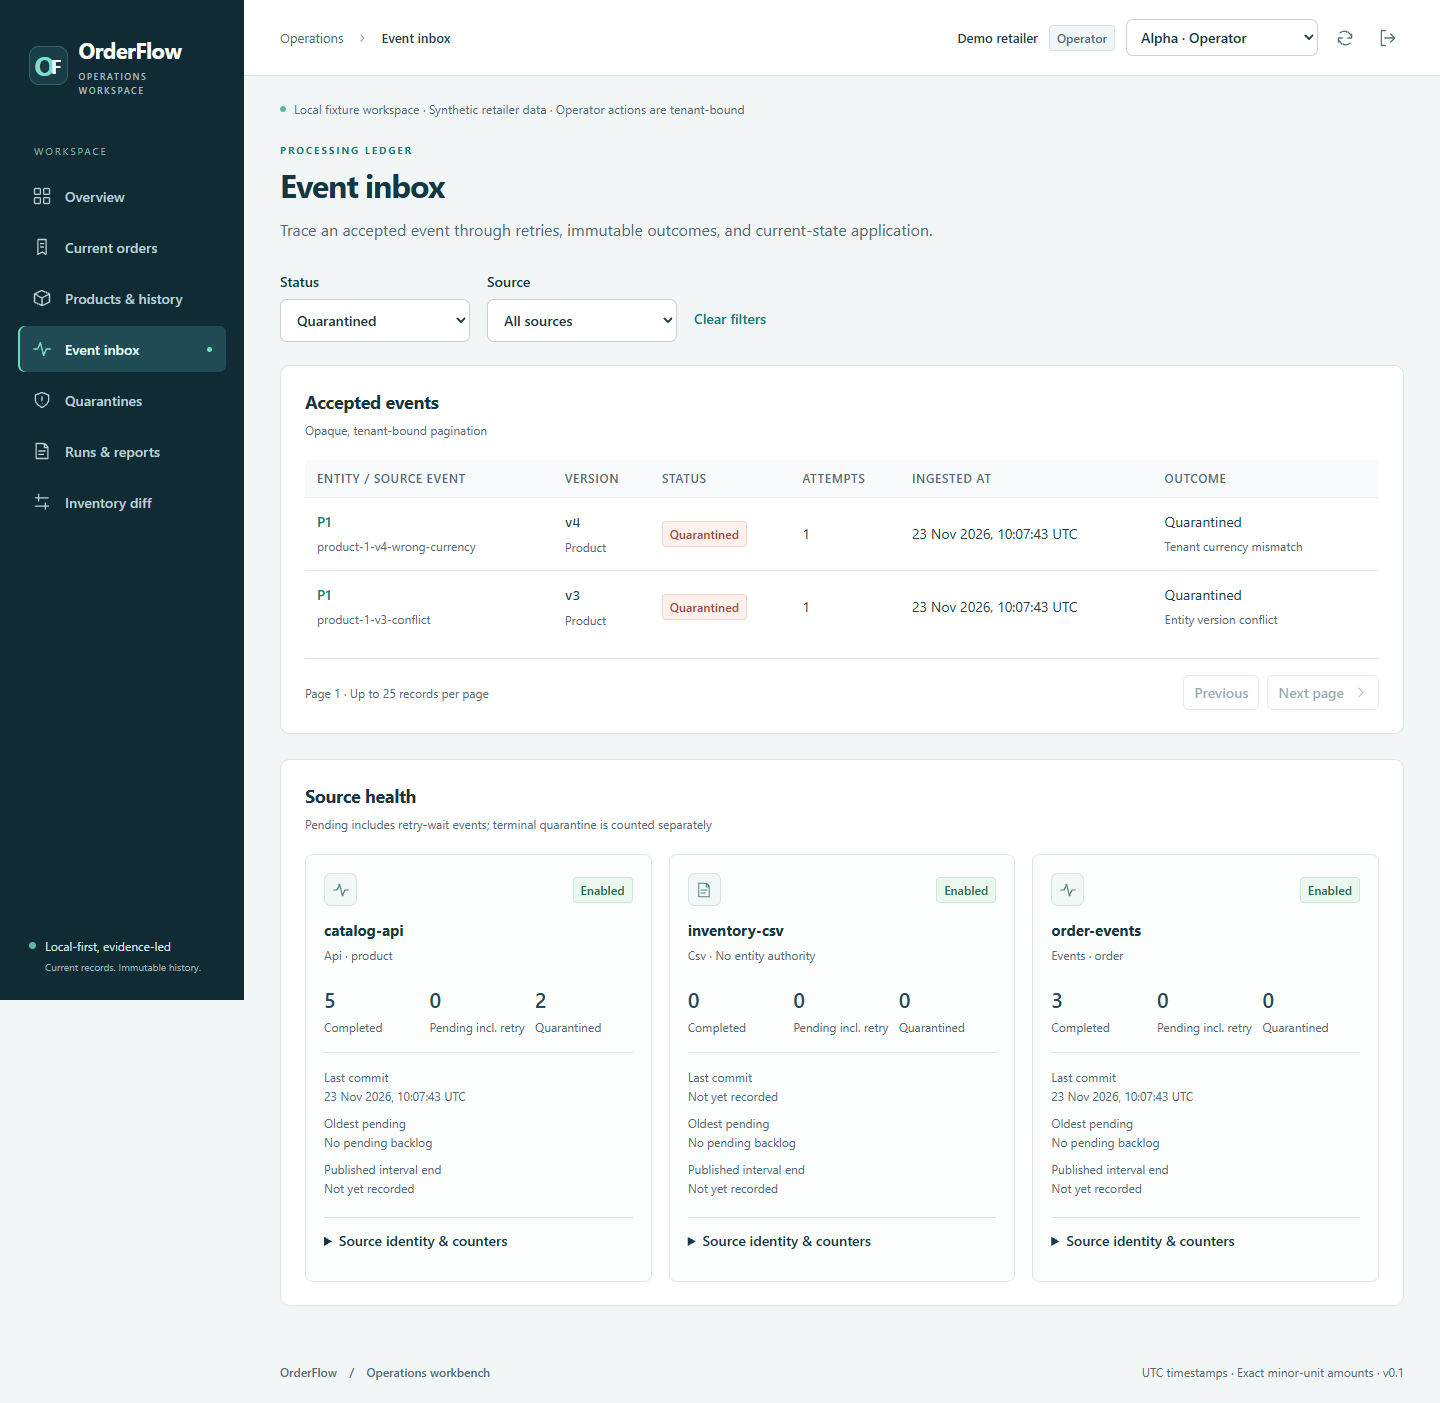 OF
OrderFlow
OPERATIONS
WORKSPACE
WORKSPACE
Overview
Current orders
Products & history
Event inbox
Quarantines
Runs & reports
Inventory diff
Local-first, evidence-led
Current records. Immutable history.
Operations > Event inbox
Demo retailer Operator Alpha · Operator
Local fixture workspace · Synthetic retailer data · Operator actions are tenant-bound
PROCESSING LEDGER
Event inbox
Trace an accepted event through retries, immutable outcomes, and current-state application.
Status Source
Quarantined All sources Clear filters
Accepted events
Opaque, tenant-bound pagination
ENTITY / SOURCE EVENT VERSION STATUS ATTEMPTS INGESTED AT OUTCOME
P1 v4 Quarantined 1 23 Nov 2026, 10:07:43 UTC Quarantined
product-1-v4-wrong-currency Product Tenant currency mismatch
P1 v3 Quarantined 1 23 Nov 2026, 10:07:43 UTC Quarantined
product-1-v3-conflict Product Entity version conflict
Page 1 · Up to 25 records per page Previous Next page
Source health
Pending includes retry-wait events; terminal quarantine is counted separately
Enabled
catalog-api
Api · product
5 0 2
Completed Pending incl. retry Quarantined
Last commit
23 Nov 2026, 10:07:43 UTC
Oldest pending
No pending backlog
Published interval end
Not yet recorded
Source identity & counters
Enabled
inventory-csv
Csv · No entity authority
0 0 0
Completed Pending incl. retry Quarantined
Last commit
Not yet recorded
Oldest pending
No pending backlog
Published interval end
Not yet recorded
Source identity & counters
Enabled
order-events
Events · order
3 0 0
Completed Pending incl. retry Quarantined
Last commit
23 Nov 2026, 10:07:43 UTC
Oldest pending
No pending backlog
Published interval end
Not yet recorded
Source identity & counters
OrderFlow / Operations workbench
UTC timestamps · Exact minor-unit amounts · v0.1